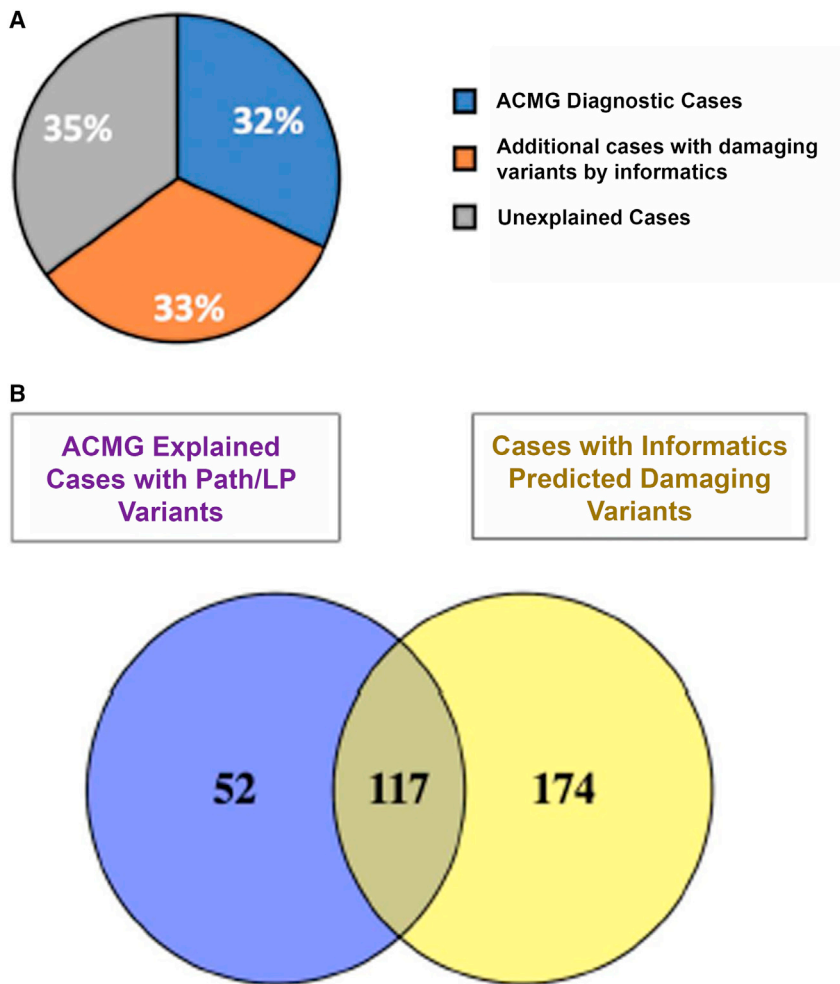 A
35%
32%
33%
ACMG Diagnostic Cases
Additional cases with damaging
variants by informatics
Unexplained Cases
B
ACMG Explained
Cases with Path/LP
Variants
Cases with Informatics
Predicted Damaging
Variants
52
117
174